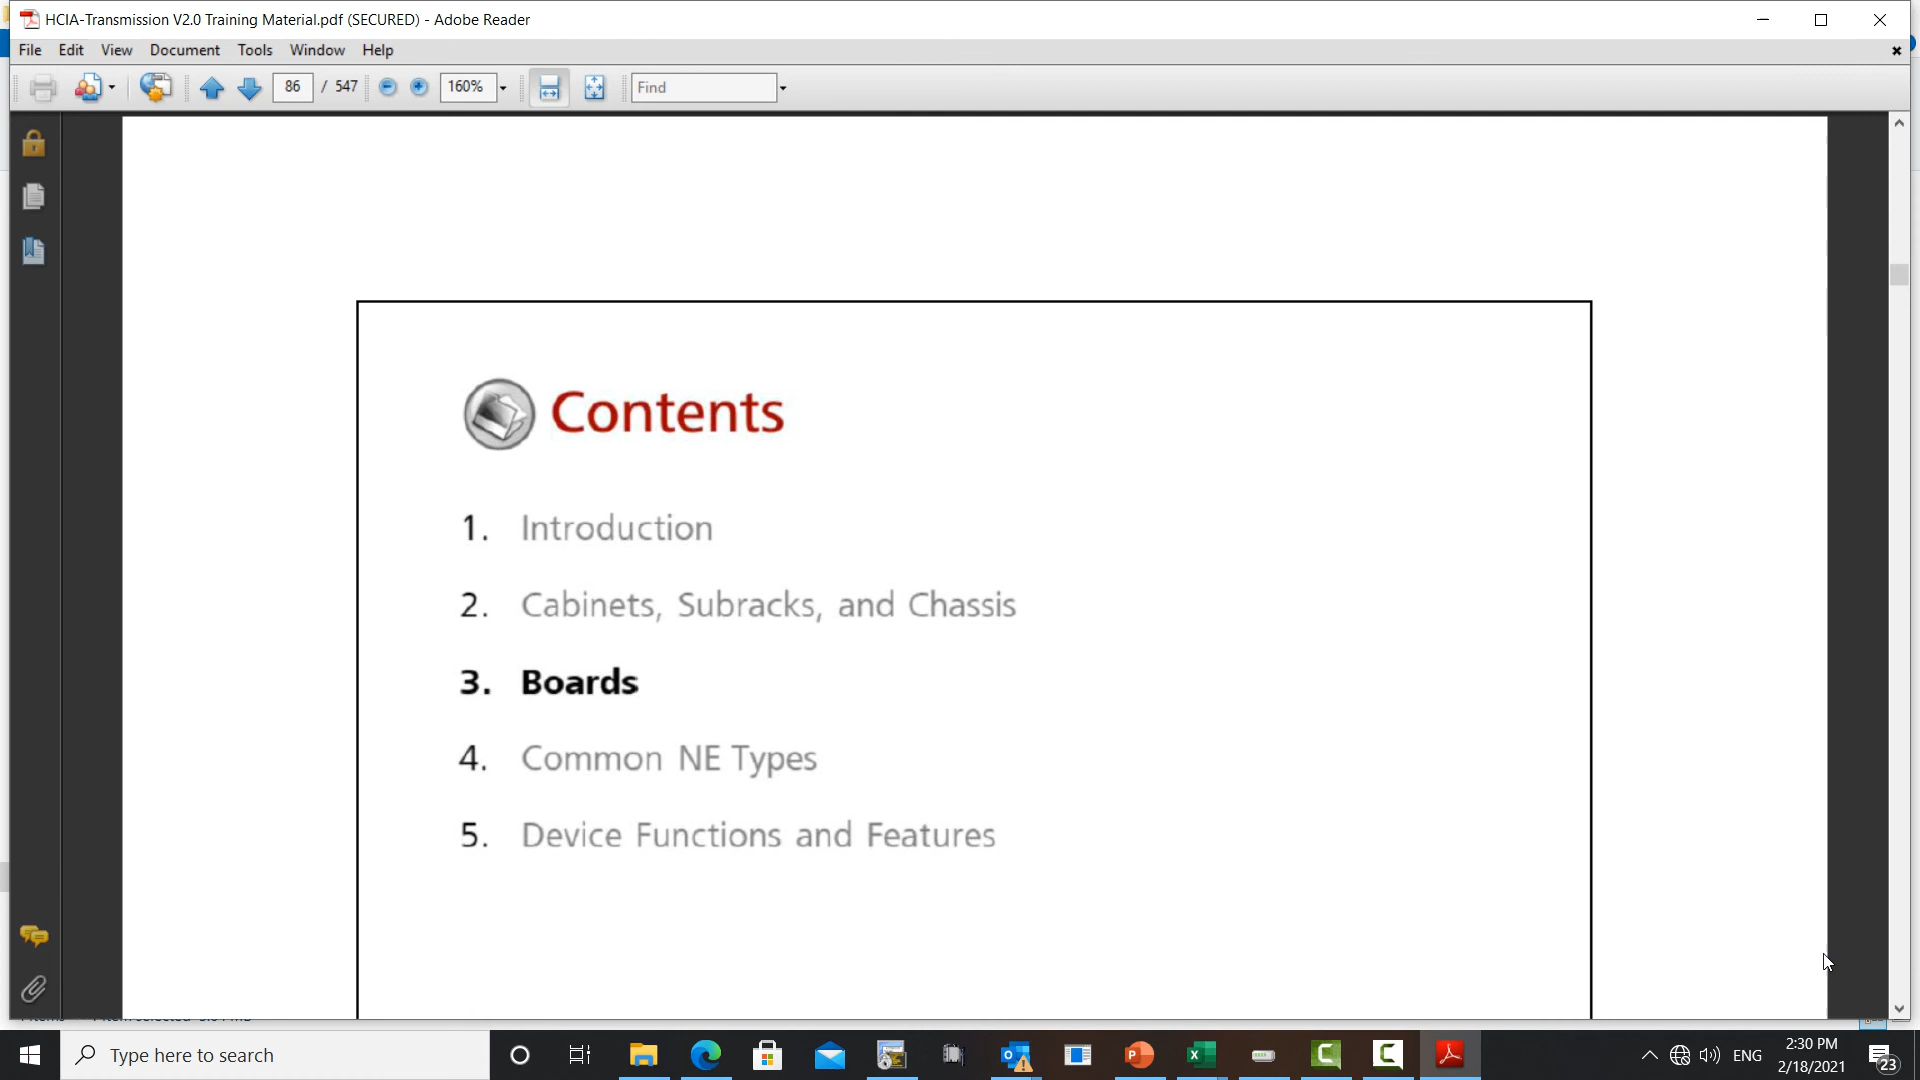 HCIA-Transmission V2.0 Training Material.pdf (SECURED) - Adobe Reader
File Edit View Document Tools Window Help
86 / 547 160% Find
Contents
1. Introduction
2. Cabinets, Subracks, and Chassis
3. Boards
4. Common NE Types
5. Device Functions and Features
Type here to search
ENG
2:30 PM
2/18/2021
23